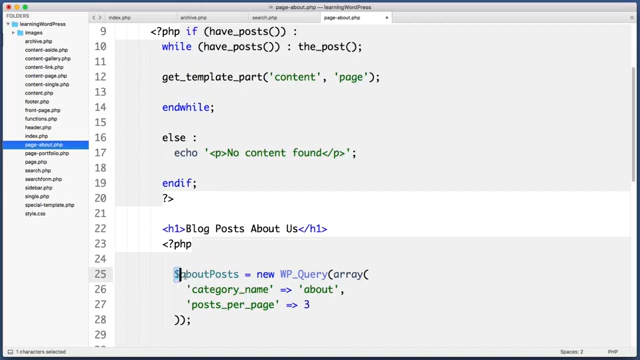 page-about.php — learningWordPress
FOLDERS
learningWordPress
images
archive.php
content-aside.php
content-gallery.php
content-link.php
content-page.php
content-single.php
content.php
footer.php
front-page.php
functions.php
header.php
index.php
page-about.php
page-portfolio.php
page.php
search.php
searchform.php
sidebar.php
single.php
special-template.php
style.css
index.php
archive.php
search.php
page-about.php
9 <?php if (have_posts()) :
10 while (have_posts()) : the_post();
11
12 get_template_part('content', 'page');
13
14 endwhile;
15
16 else :
17 echo '<p>No content found</p>';
18
19 endif;
20 ?>
21
22 <h1>Blog Posts About Us</h1>
23 <?php
24
25 $aboutPosts = new WP_Query(array(
26 'category_name' => 'about',
27 'posts_per_page' => 3
28 ));
29
1 characters selected
Spaces: 2
PHP